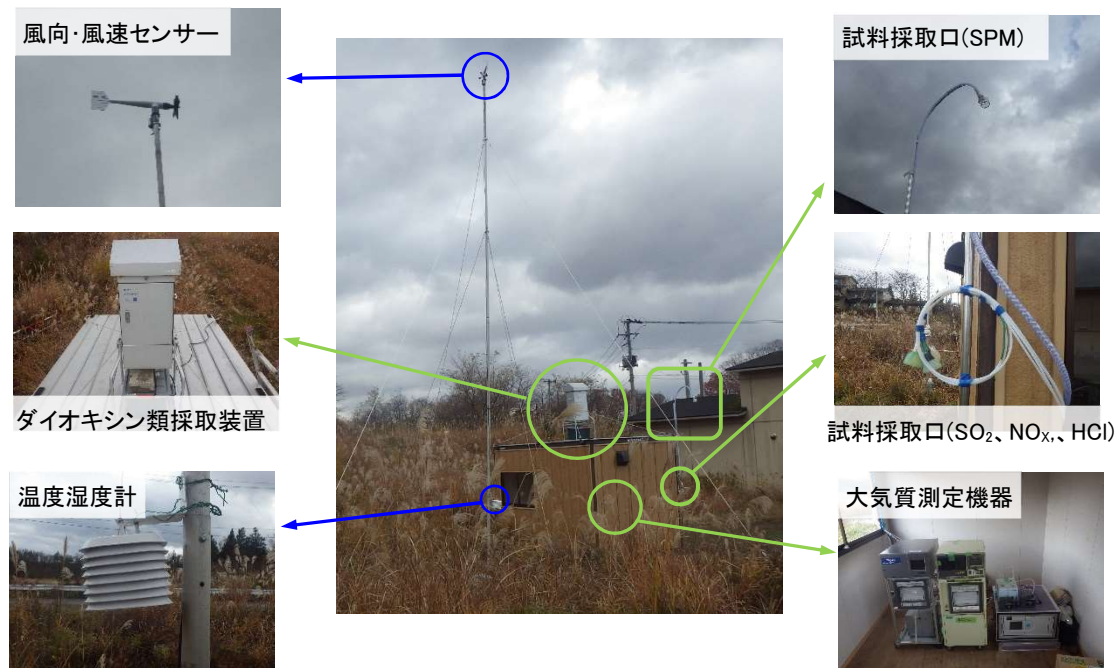 風向・風速センサー
試料採取口(SPM)
ダイオキシン類採取装置
試料採取口(SO₂、NOₓ,、HCl)
温度湿度計
大気質測定機器